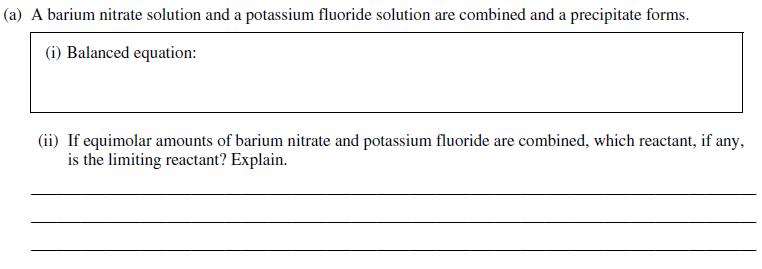 (a) A barium nitrate solution and a potassium fluoride solution are combined and a precipitate forms.
(i) Balanced equation:
(ii) If equimolar amounts of barium nitrate and potassium fluoride are combined, which reactant, if any,
is the limiting reactant? Explain.